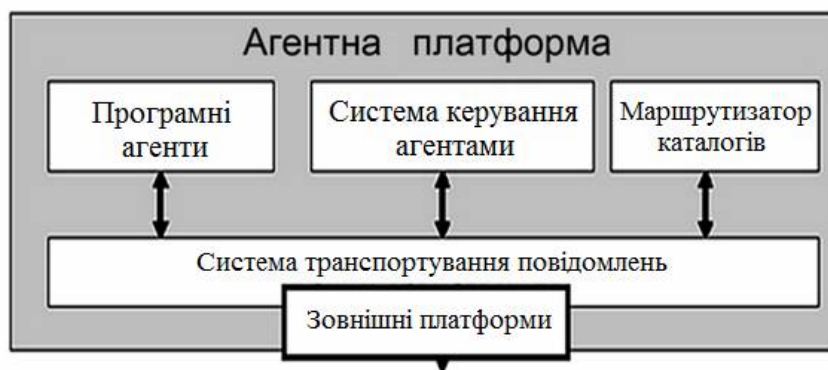 Агентна платформа
Програмні
агенти
Система керування
агентами
Маршрутизатор
каталогів
Система транспортування повідомлень
Зовнішні платформи